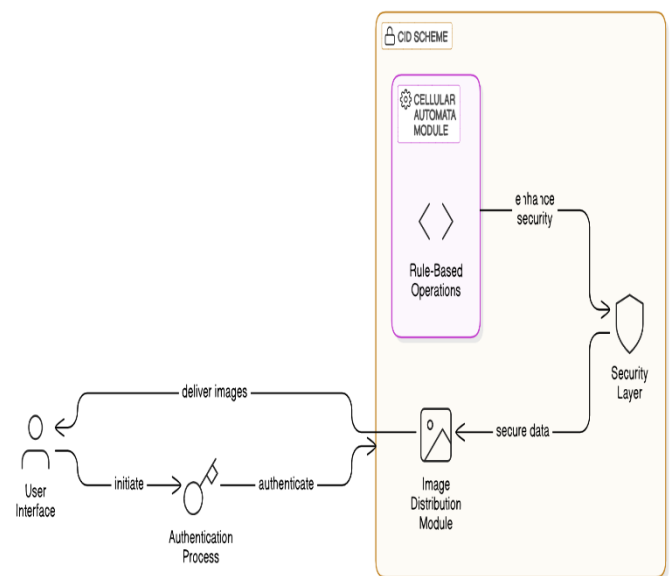 CID SCHEME
CELLULAR
AUTOMATA
MODULE
enhance
security
Rule-Based
Operations
Security
Layer
deliver images
secure data
initiate
authenticate
User
Interface
Image
Distribution
Module
Authentication
Process